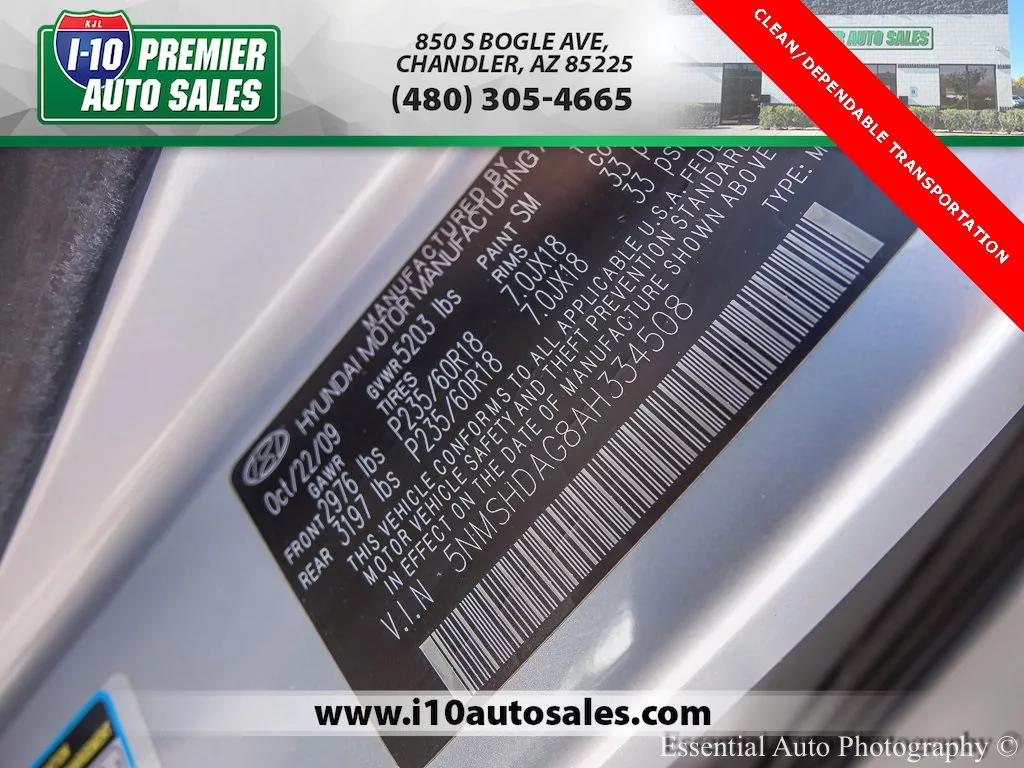 KJL
I-10 PREMIER
AUTO SALES
850 S BOGLE AVE,
CHANDLER, AZ 85225
(480) 305-4665
AUTO SALES
CLEAN/DEPENDABLE TRANSPORTATION
MANUFACTURED BY
HYUNDAI MOTOR MANUFACTURING
Oct/22/09
GVWR 5203 lbs
PAINT SM
GAWR
TIRES
RIMS
FRONT 2976 lbs P235/60R18 7.0JX18 33
REAR 3197 lbs P235/60R18 7.0JX18 33
THIS VEHICLE CONFORMS TO ALL APPLICABLE U.S.A FEDE
MOTOR VEHICLE SAFETY AND THEFT PREVENTION STANDARD
IN EFFECT ON THE DATE OF MANUFACTURE SHOWN ABOVE
V.I.N 5NMSHDAG8AH334508
TYPE: M
www.i10autosales.com
Essential Auto Photography ©